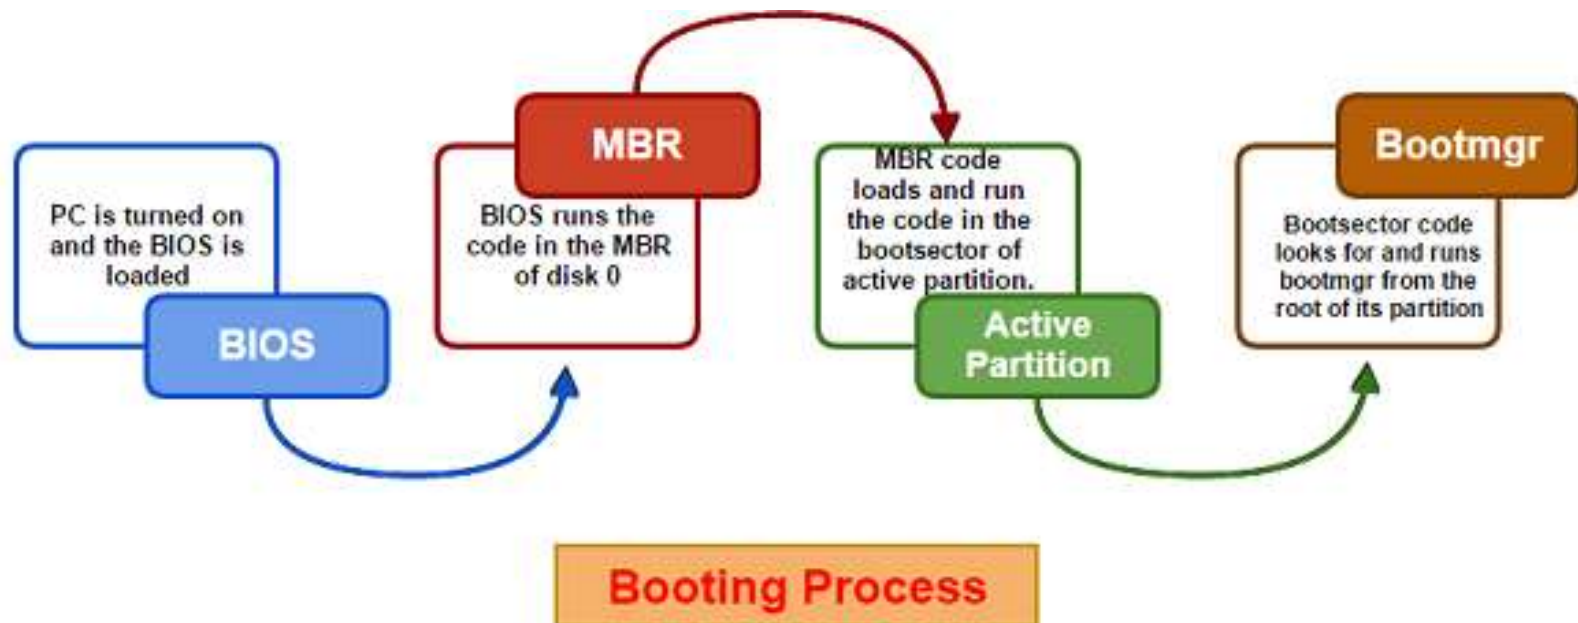 PC is turned on
and the BIOS is
loaded
BIOS
MBR
BIOS runs the
code in the MBR
of disk 0
MBR code
loads and run
the code in the
bootsector of
active partition.
Active
Partition
Bootmgr
Bootsector code
looks for and runs
bootmgr from the
root of its partition
Booting Process